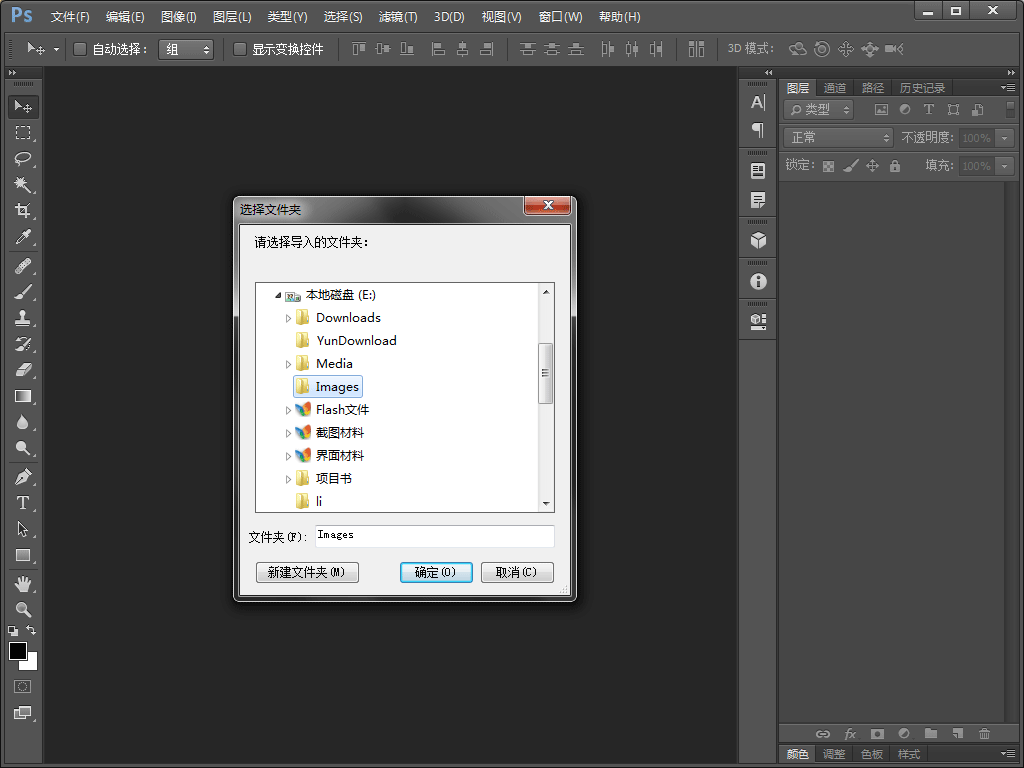 Ps 文件(F) 编辑(E) 图像(I) 图层(L) 类型(Y) 选择(S) 滤镜(T) 3D(D) 视图(V) 窗口(W) 帮助(H)
自动选择： 组 显示变换控件 3D 模式：
图层 通道 路径 历史记录
类型
正常 不透明度: 100%
锁定: 填充: 100%
选择文件夹
请选择导入的文件夹：
本地磁盘 (E:)
Downloads
YunDownload
Media
Images
Flash文件
截图材料
界面材料
项目书
li
文件夹(F): Images
新建文件夹(M) 确定(O) 取消(C)
fx
颜色 调整 色板 样式